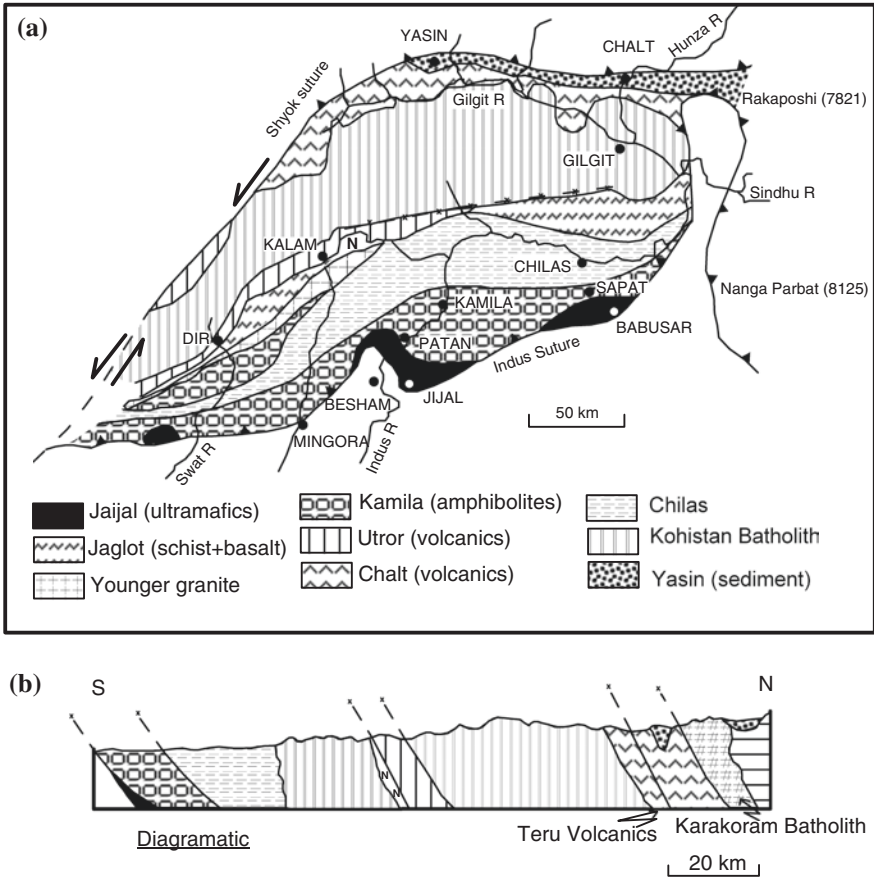 (a)
YASIN
CHALT
Hunza R
Shyok suture
Gilgit R
Rakaposhi (7821)
GILGIT
Sindhu R
KALAM
N
CHILAS
SAPAT
Nanga Parbat (8125)
KAMILA
DIR
PATAN
BABUSAR
Indus Suture
BESHAM
JIJAL
50 km
MINGORA
Swat R
Indus R
Jaijal (ultramafics)
Kamila (amphibolites)
Chilas
Jaglot (schist+basalt)
Utror (volcanics)
Kohistan Batholith
Younger granite
Chalt (volcanics)
Yasin (sediment)
(b)
S
N
x
x
x
x
x
x
N
N
Diagramatic
Teru Volcanics
Karakoram Batholith
20 km